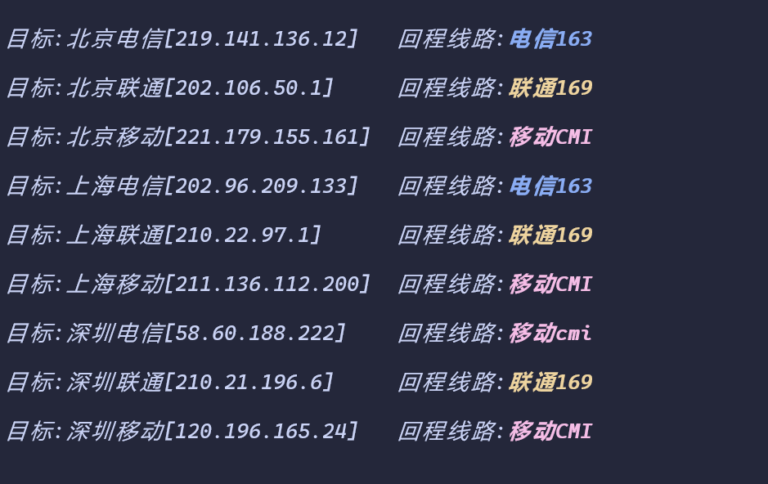 目标:北京电信[219.141.136.12] 回程线路:电信163
目标:北京联通[202.106.50.1] 回程线路:联通169
目标:北京移动[221.179.155.161] 回程线路:移动CMI
目标:上海电信[202.96.209.133] 回程线路:电信163
目标:上海联通[210.22.97.1] 回程线路:联通169
目标:上海移动[211.136.112.200] 回程线路:移动CMI
目标:深圳电信[58.60.188.222] 回程线路:移动cmi
目标:深圳联通[210.21.196.6] 回程线路:联通169
目标:深圳移动[120.196.165.24] 回程线路:移动CMI